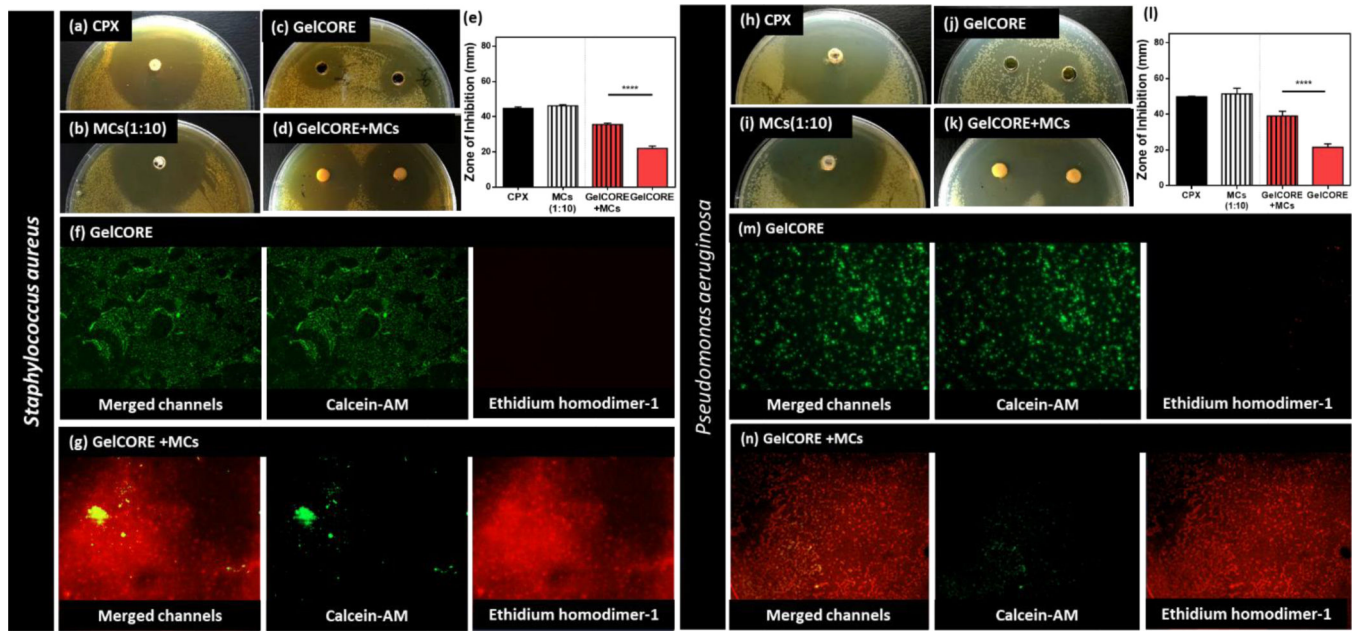 Staphylococcus aureus
(a) CPX
(c) GelCORE
(b) MCs(1:10)
(d) GelCORE+MCs
(e)
Zone of Inhibition (mm)
80
60
40
20
0
****
CPX
MCs
(1:10)
GelCORE
+MCs
GelCORE
(f) GelCORE
Merged channels
Calcein-AM
Ethidium homodimer-1
(g) GelCORE +MCs
Merged channels
Calcein-AM
Ethidium homodimer-1
Pseudomonas aeruginosa
(h) CPX
(j) GelCORE
(i) MCs(1:10)
(k) GelCORE+MCs
(l)
Zone of Inhibition (mm)
80
60
40
20
0
****
CPX
MCs
(1:10)
GelCORE
+MCs
GelCORE
(m) GelCORE
Merged channels
Calcein-AM
Ethidium homodimer-1
(n) GelCORE +MCs
Merged channels
Calcein-AM
Ethidium homodimer-1